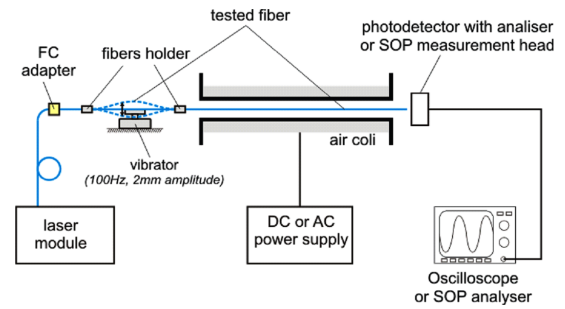 tested fiber
photodetector with analiser
or SOP measurement head
FC
adapter
fibers holder
air coli
vibrator
(100Hz, 2mm amplitude)
laser
module
DC or AC
power supply
Oscilloscope
or SOP analyser